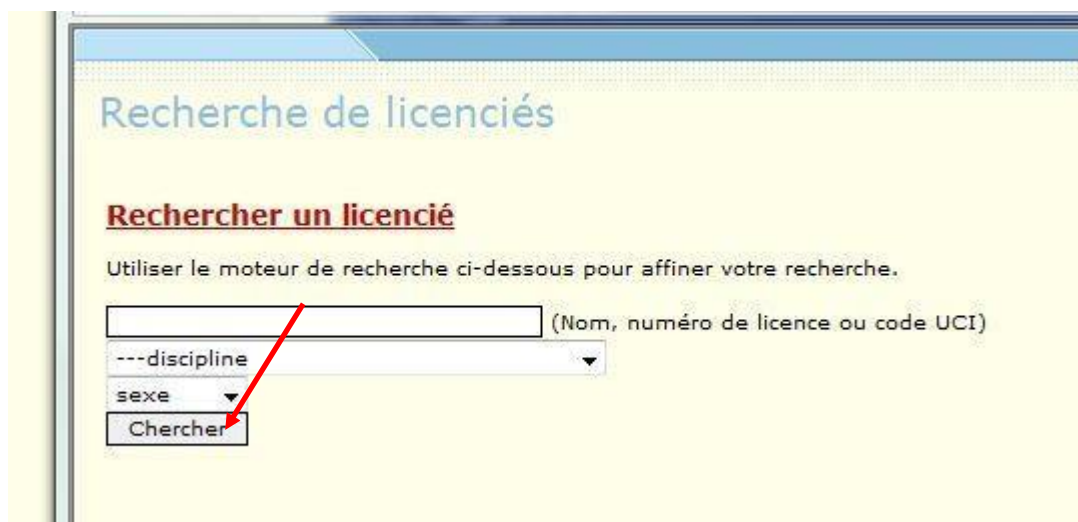 Recherche de licenciés
Rechercher un licencié
Utiliser le moteur de recherche ci-dessous pour affiner votre recherche.
(Nom, numéro de licence ou code UCI)
---discipline
sexe
Chercher